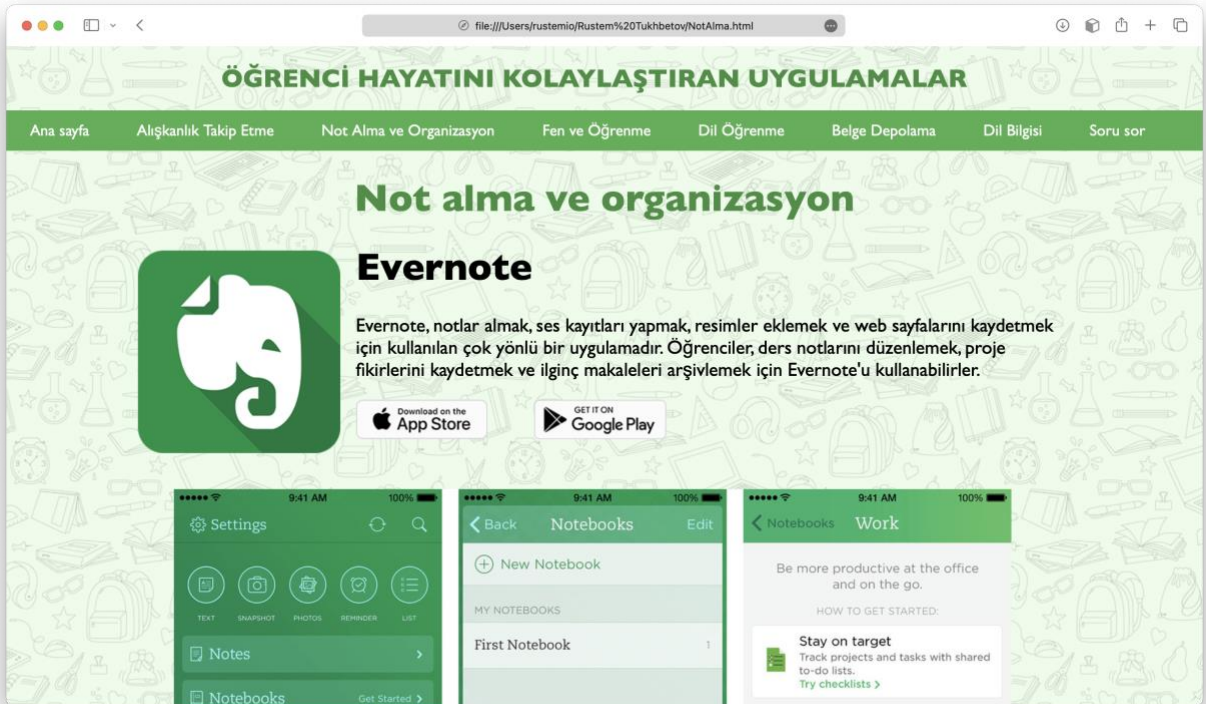 file:///Users/rustemio/Rustem%20Tukhbetov/NotAlma.html
ÖĞRENCİ HAYATINI KOLAYLAŞTIRAN UYGULAMALAR
Ana sayfa Alışkanlık Takip Etme Not Alma ve Organizasyon Fen ve Öğrenme Dil Öğrenme Belge Depolama Dil Bilgisi Soru sor
Not alma ve organizasyon
Evernote
Evernote, notlar almak, ses kayıtları yapmak, resimler eklemek ve web sayfalarını kaydetmek
için kullanılan çok yönlü bir uygulamadır. Öğrenciler, ders notlarını düzenlemek, proje
fikirlerini kaydetmek ve ilginç makaleleri arşivlemek için Evernote'u kullanabilirler.
Download on the
App Store
GET IT ON
Google Play
9:41 AM 100%
Settings
TEXT SNAPSHOT PHOTOS REMINDER LIST
Notes
Notebooks Get Started
9:41 AM 100%
Back Notebooks Edit
New Notebook
MY NOTEBOOKS
First Notebook 1
9:41 AM 100%
Notebooks Work
Be more productive at the office
and on the go.
HOW TO GET STARTED:
Stay on target
Track projects and tasks with shared
to-do lists.
Try checklists >